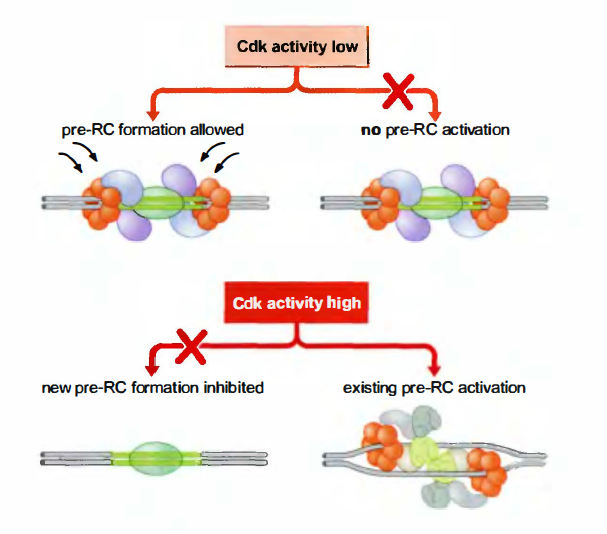 Cdk activity low
pre-RC formation allowed
no pre-RC activation
Cdk activity high
new pre-RC formation inhibited
existing pre-RC activation